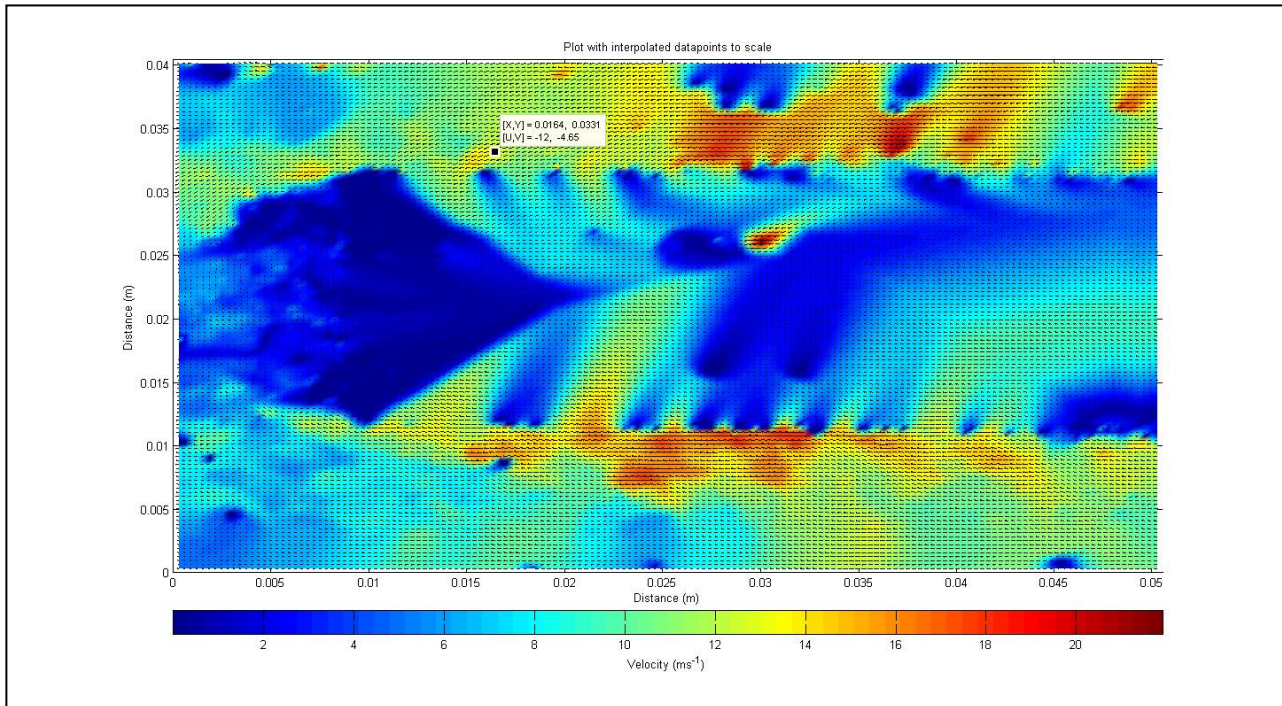 Plot with interpolated datapoints to scale
0.04
0.035
[X,Y] = 0.0164, 0.0331
[U,V] = -12, -4.65
0.03
0.025
0.02
0.015
0.01
0.005
0
Distance (m)
0 0.005 0.01 0.015 0.02 0.025 0.03 0.035 0.04 0.045 0.05
Distance (m)
2 4 6 8 10 12 14 16 18 20
Velocity (ms⁻¹)